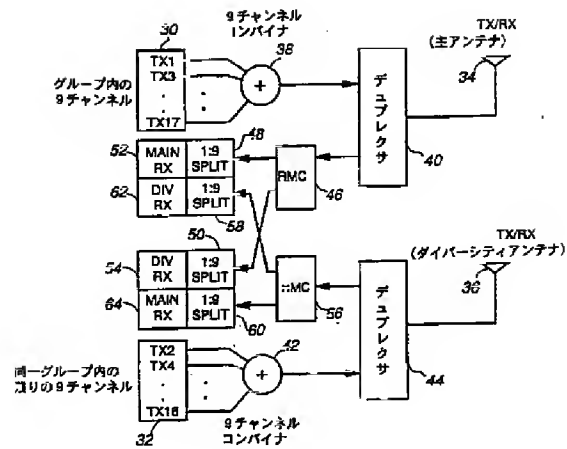 30
9チャンネル
コンバイナ
38
TX1
TX3
.
.
TX17
グループ内の
9チャンネル
TX/RX
(主アンテナ)
34
デュプレクサ
40
48
52
MAIN RX
1:9 SPLIT
62
DIV RX
1:9 SPLIT
58
RMC
46
50
54
DIV RX
1:9 SPLIT
64
MAIN RX
1:9 SPLIT
60
56
TX/RX
(ダイバーシティアンテナ)
36
デュプレクサ
44
TX2
TX4
.
.
TX18
42
同一グループ内の
残りの9チャンネル
32
9チャンネル
コンバイナ